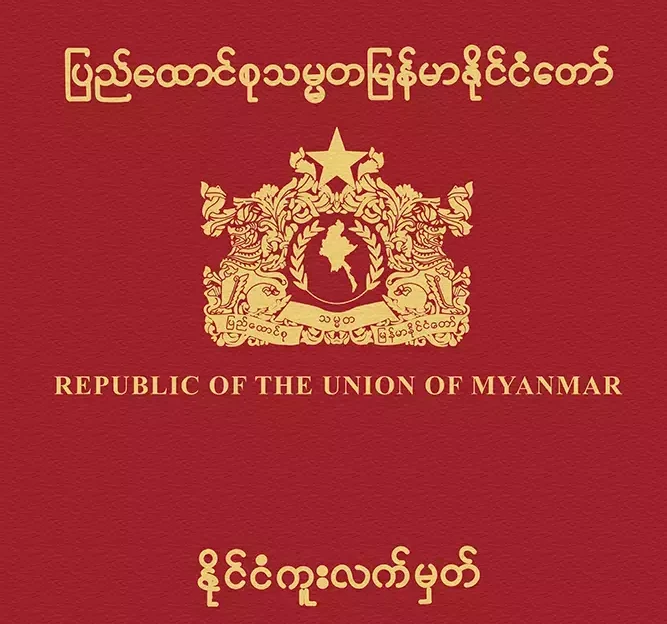 ပြည်ထောင်စုသမ္မတမြန်မာနိုင်ငံတော်
ပြည်ထောင်စု သမ္မတ မြန်မာနိုင်ငံတော်
REPUBLIC OF THE UNION OF MYANMAR
နိုင်ငံကူးလက်မှတ်